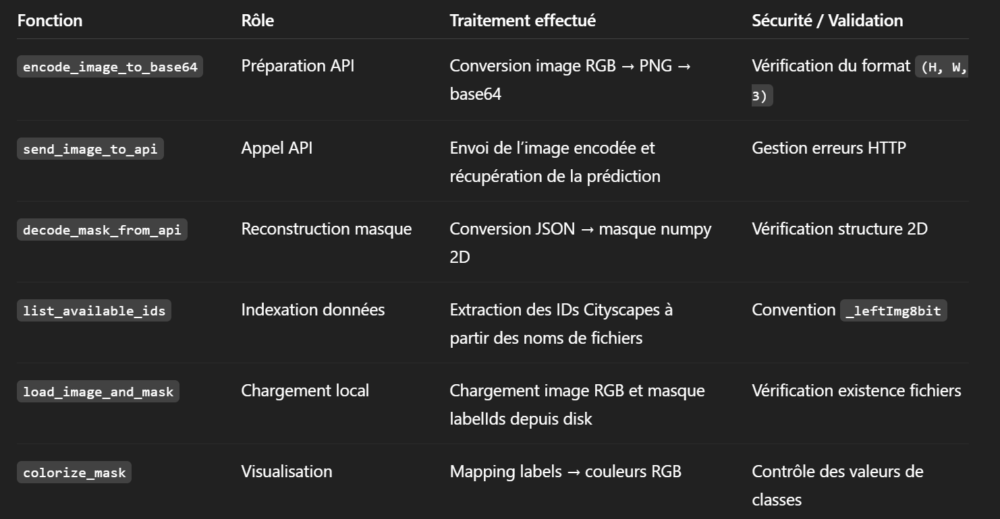 Fonction Rôle Traitement effectué Sécurité / Validation
encode_image_to_base64 Préparation API Conversion image RGB → PNG → Vérification du format (H, W,
base64 3)
send_image_to_api Appel API Envoi de l’image encodée et Gestion erreurs HTTP
récupération de la prédiction
decode_mask_from_api Reconstruction masque Conversion JSON → masque numpy Vérification structure 2D
2D
list_available_ids Indexation données Extraction des IDs Cityscapes à Convention _leftImg8bit
partir des noms de fichiers
load_image_and_mask Chargement local Chargement image RGB et masque Vérification existence fichiers
labelIds depuis disk
colorize_mask Visualisation Mapping labels → couleurs RGB Contrôle des valeurs de
classes